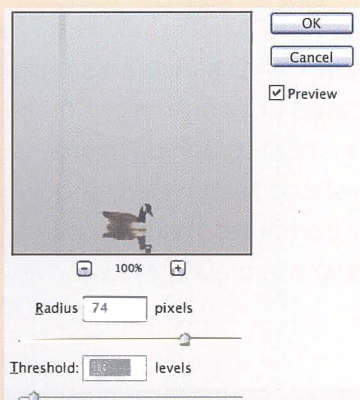 OK
Cancel
Preview
100%
Radius 74 pixels
Threshold: levels